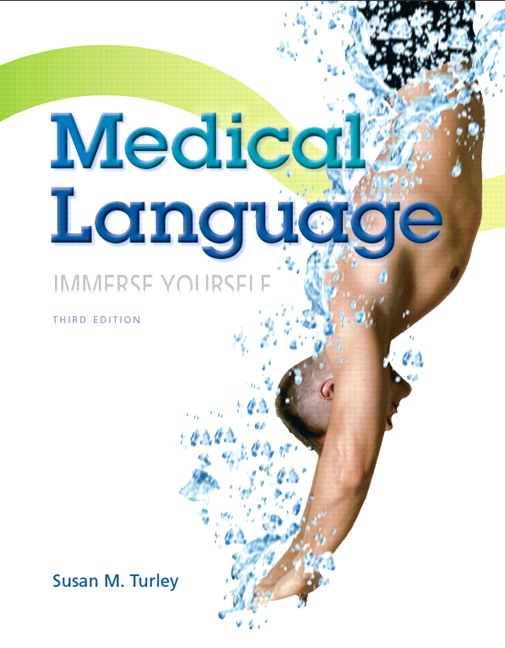 Medical
Language
IMMERSE YOURSELF
THIRD EDITION
Susan M. Turley